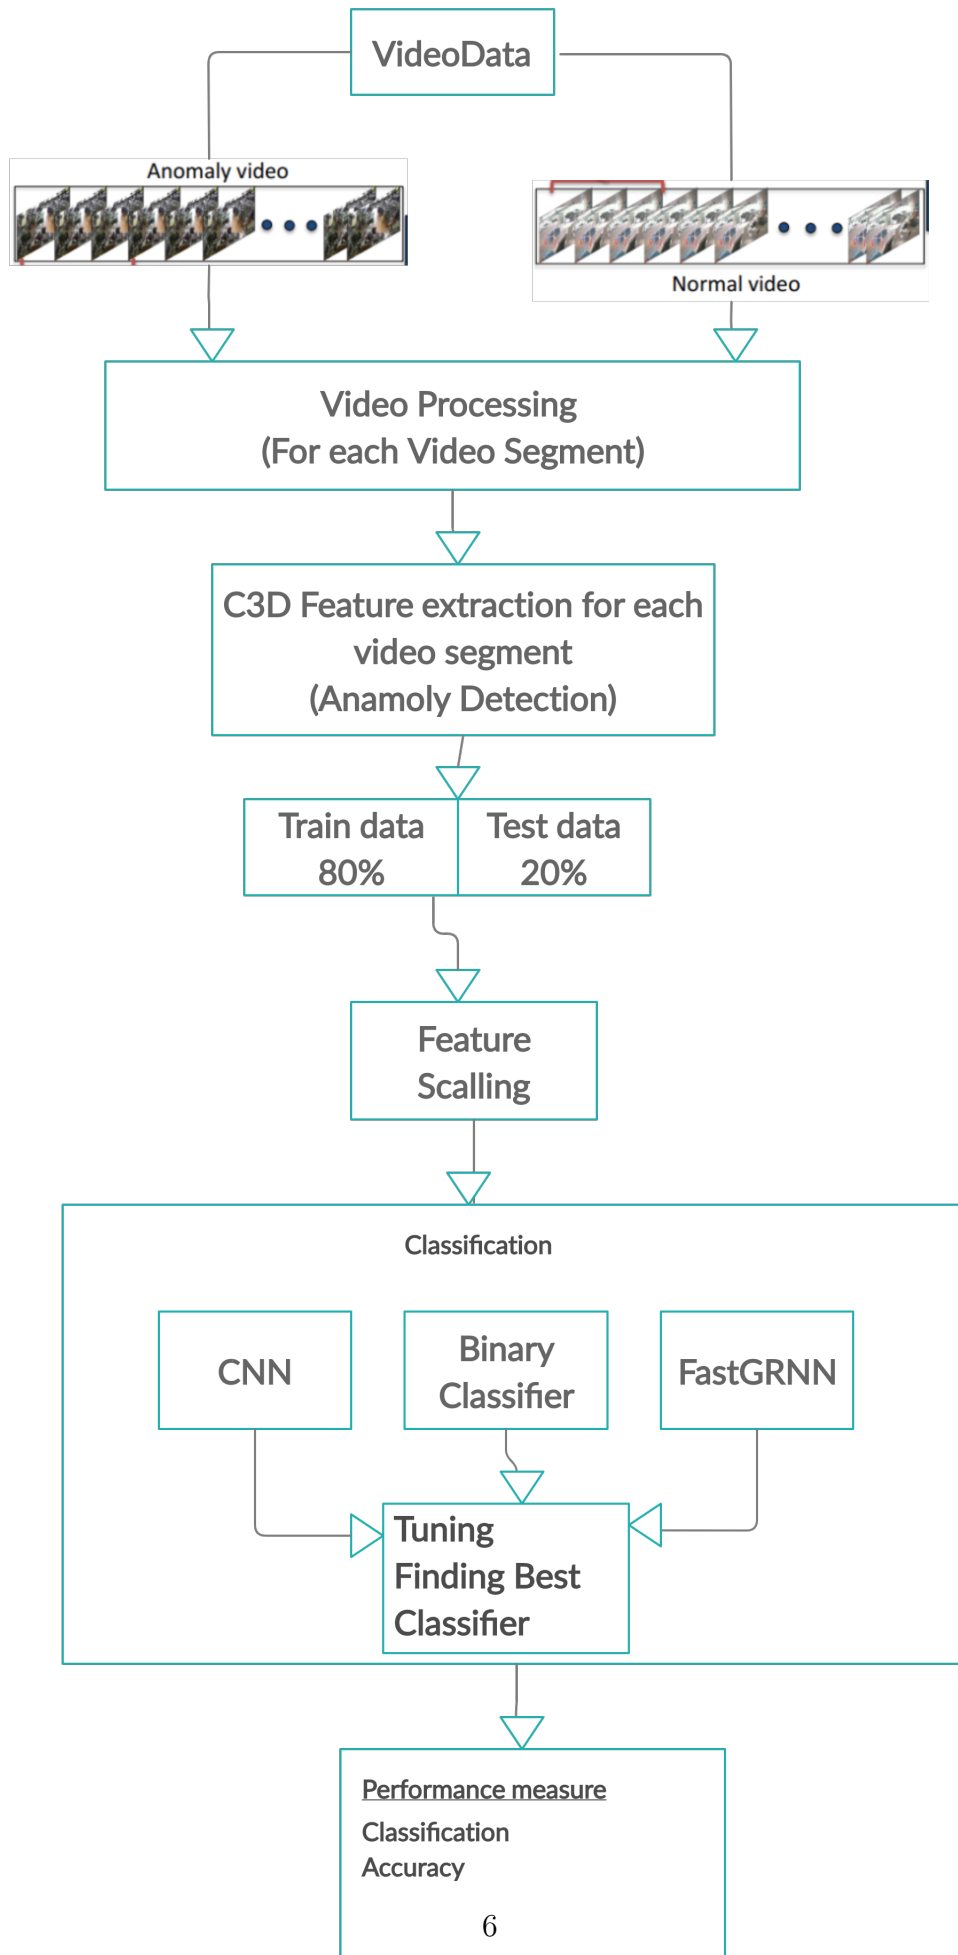 VideoData
Anomaly video
Normal video
Video Processing
(For each Video Segment)
C3D Feature extraction for each
video segment
(Anamoly Detection)
Train data
80%
Test data
20%
Feature
Scalling
Classification
CNN
Binary
Classifier
FastGRNN
Tuning
Finding Best
Classifier
Performance measure
Classification
Accuracy
6